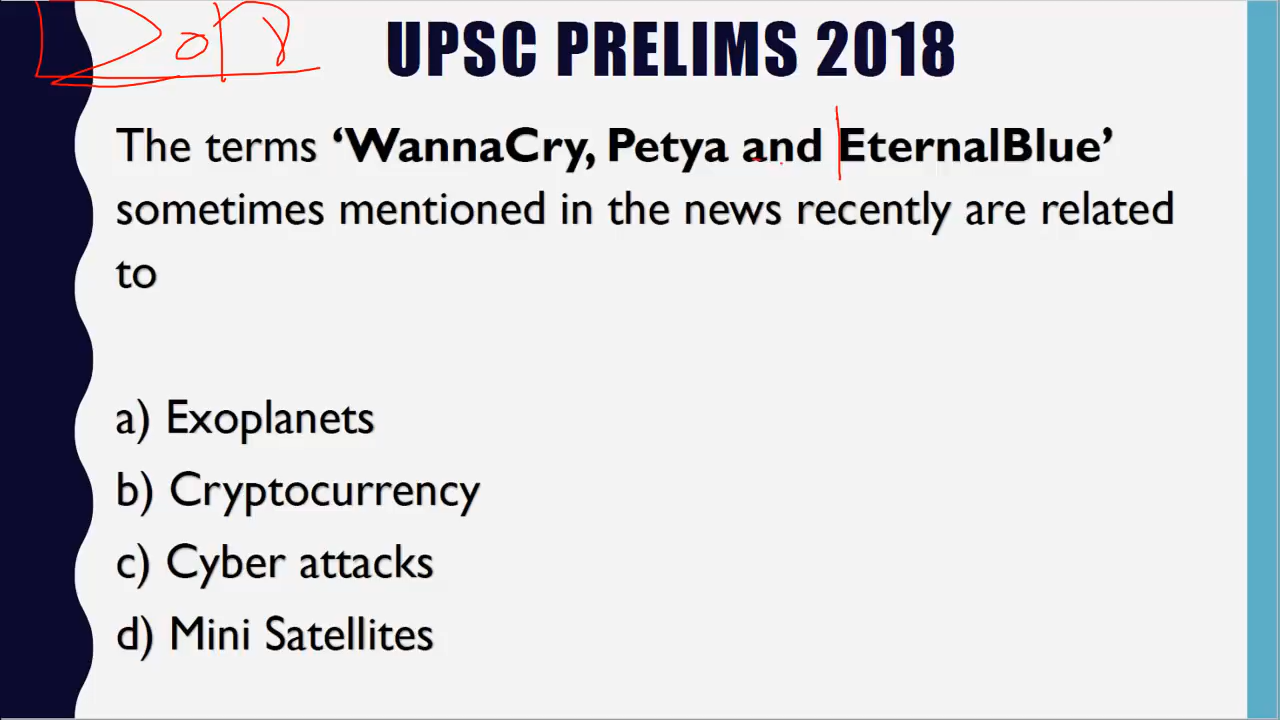 2018
UPSC PRELIMS 2018
The terms ‘WannaCry, Petya and EternalBlue’
sometimes mentioned in the news recently are related
to
a) Exoplanets
b) Cryptocurrency
c) Cyber attacks
d) Mini Satellites